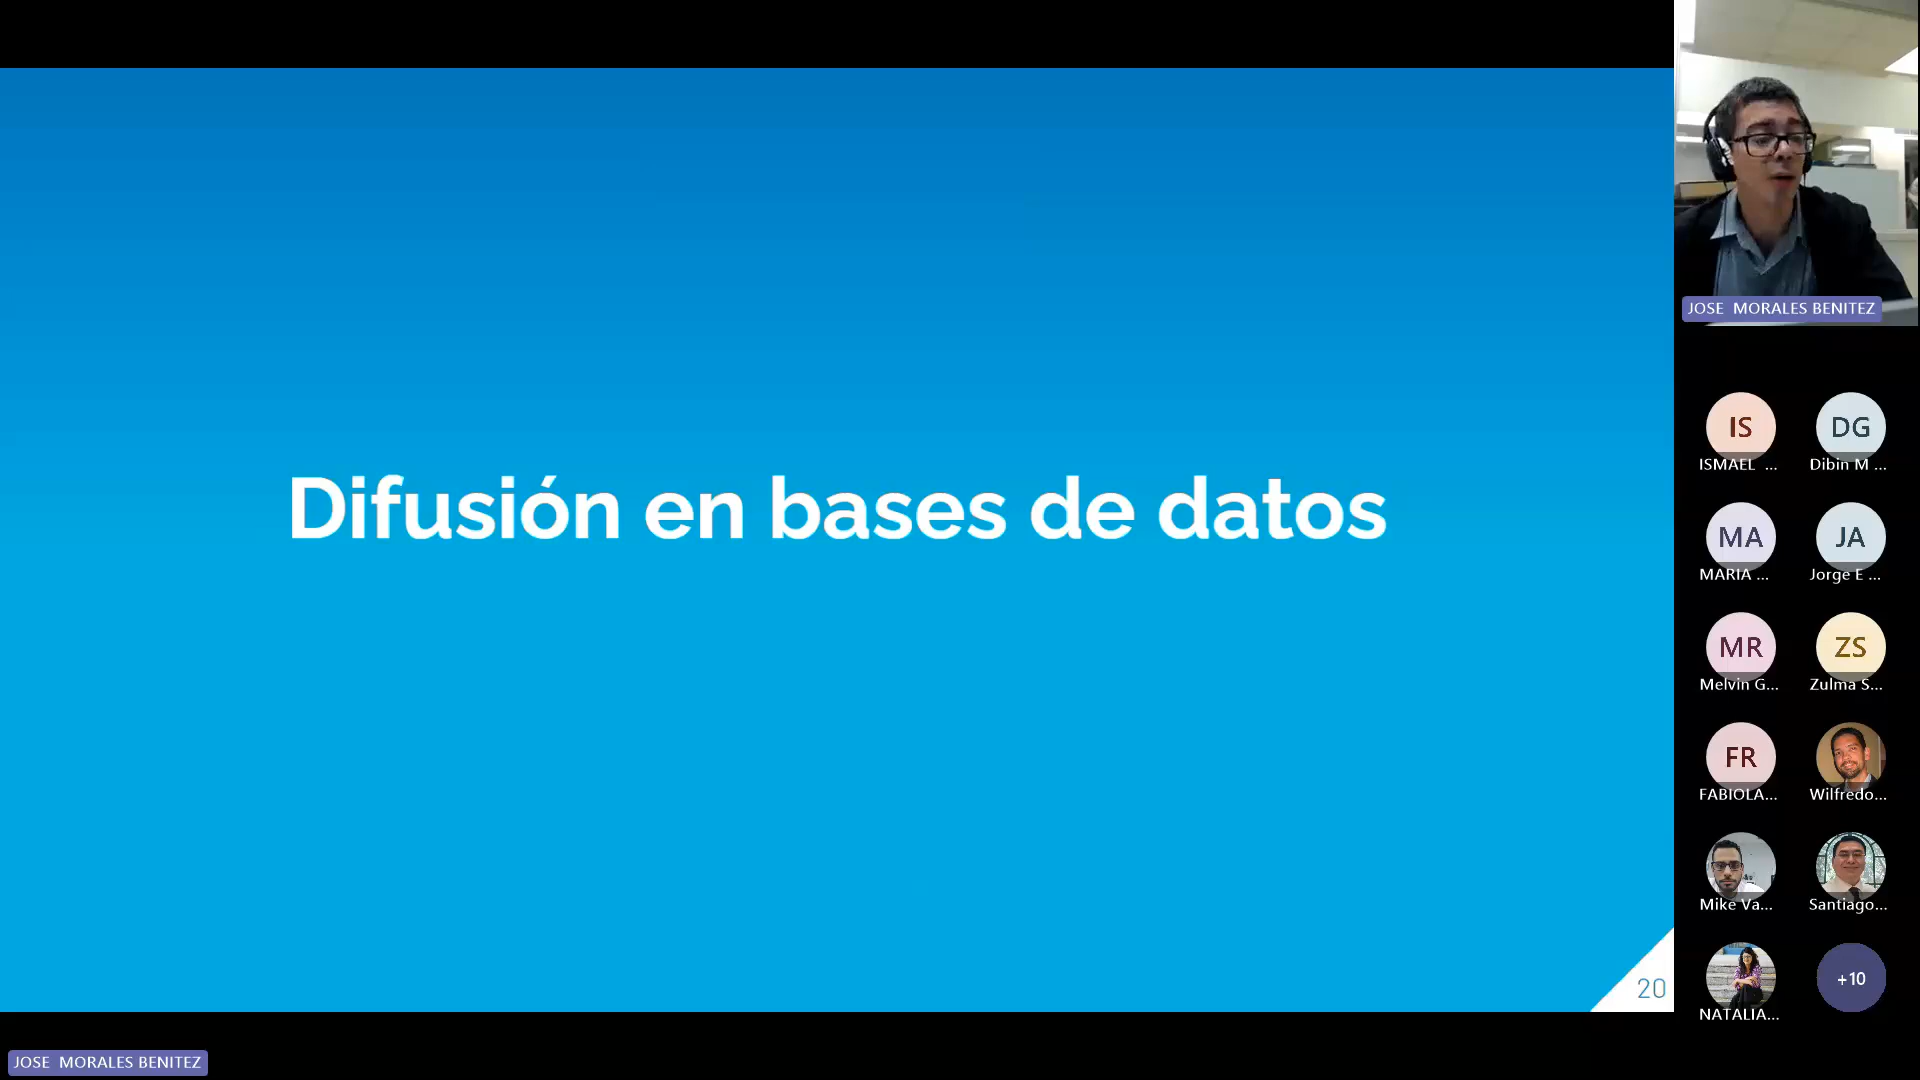 Difusión en bases de datos
20
JOSE MORALES BENITEZ
IS
ISMAEL ...
DG
Dibin M ...
MA
MARIA ...
JA
Jorge E ...
MR
Melvin G...
ZS
Zulma S...
FR
FABIOLA...
Wilfredo...
Mike Va...
Santiago...
NATALIA...
+10
JOSE MORALES BENITEZ